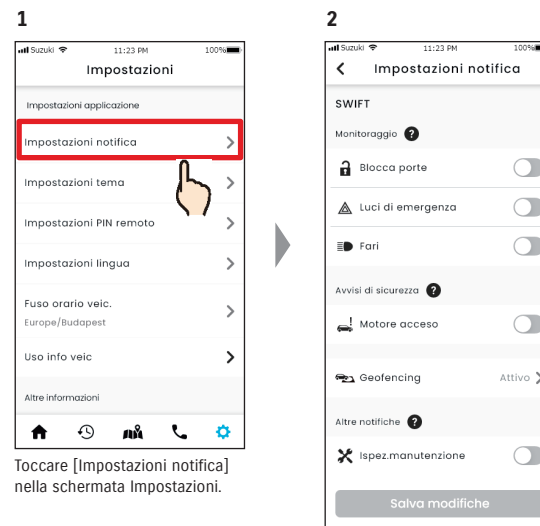 1
Suzuki 11:23 PM 100%
Impostazioni
Impostazioni applicazione
Impostazioni notifica
Impostazioni tema
Impostazioni PIN remoto
Impostazioni lingua
Fuso orario veic.
Europe/Budapest
Uso info veic
Altre informazioni
Toccare [Impostazioni notifica]
nella schermata Impostazioni.
2
Suzuki 11:23 PM 100%
Impostazioni notifica
SWIFT
Monitoraggio ?
Blocca porte
Luci di emergenza
Fari
Avvisi di sicurezza ?
Motore acceso
Geofencing Attivo
Altre notifiche ?
Ispez.manutenzione
Salva modifiche